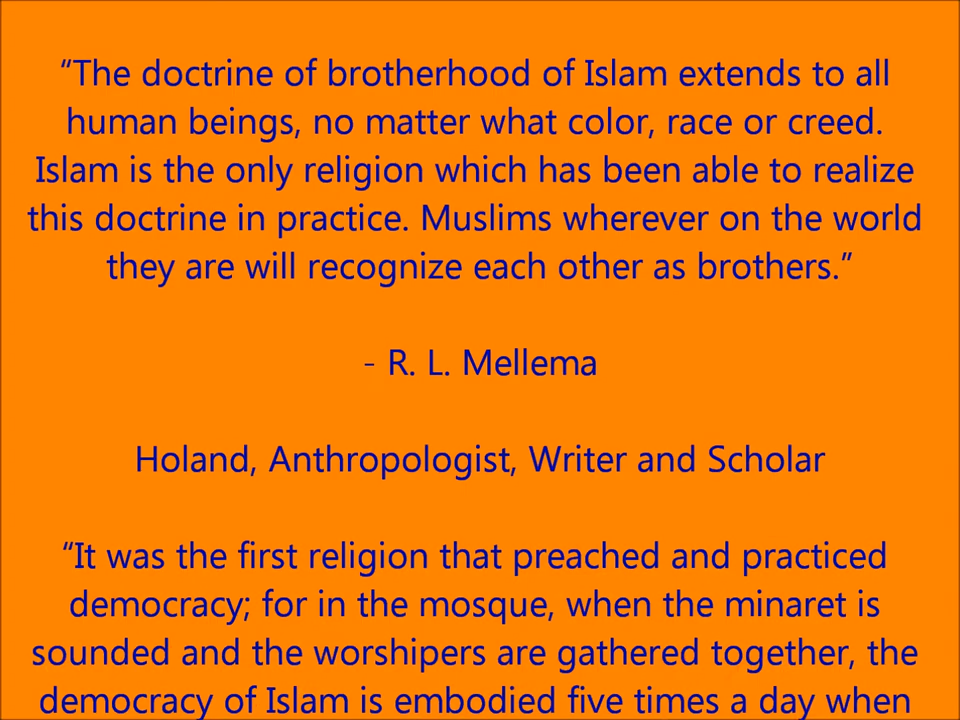 “The doctrine of brotherhood of Islam extends to all
human beings, no matter what color, race or creed.
Islam is the only religion which has been able to realize
this doctrine in practice. Muslims wherever on the world
they are will recognize each other as brothers.”
- R. L. Mellema
Holand, Anthropologist, Writer and Scholar
“It was the first religion that preached and practiced
democracy; for in the mosque, when the minaret is
sounded and the worshipers are gathered together, the
democracy of Islam is embodied five times a day when